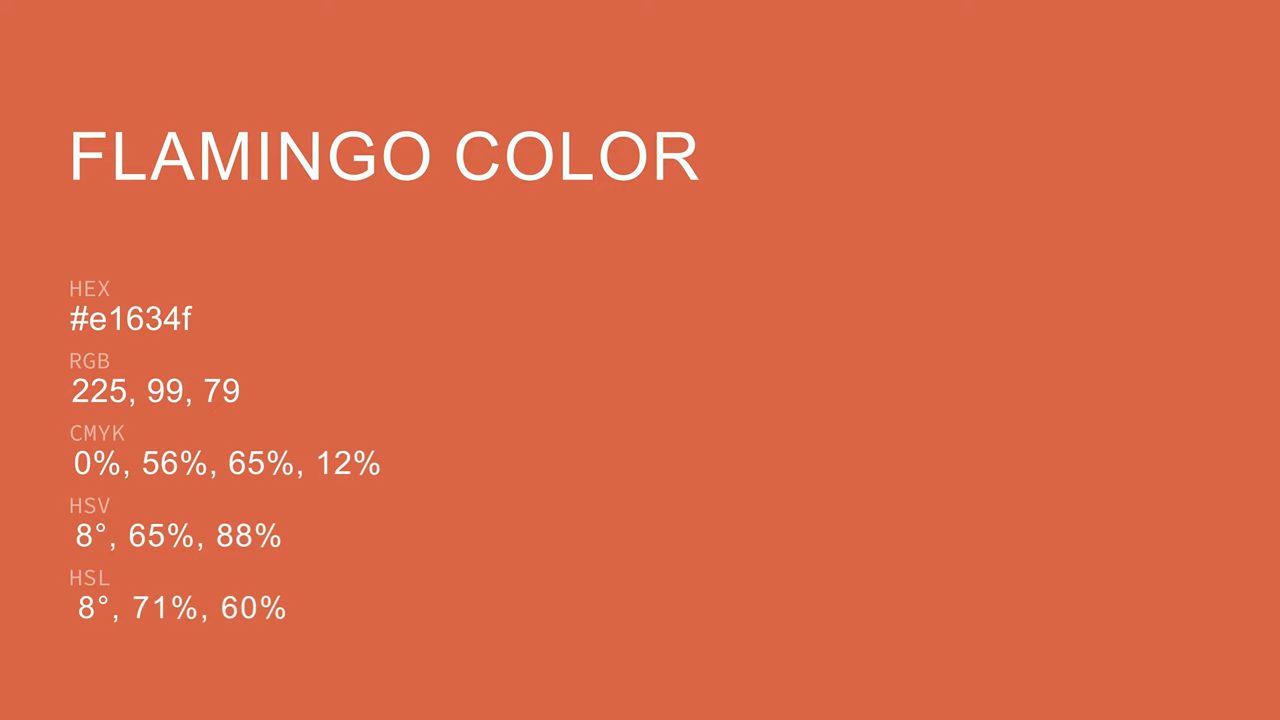 FLAMINGO COLOR
HEX
#e1634f
RGB
225, 99, 79
CMYK
0%, 56%, 65%, 12%
HSV
8°, 65%, 88%
HSL
8°, 71%, 60%